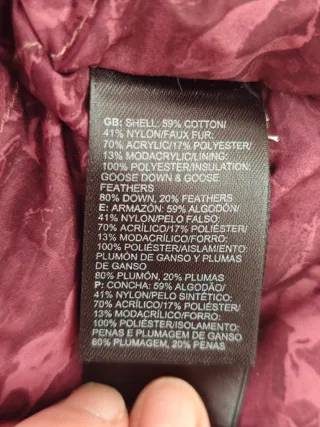 GB: SHELL: 59% COTTON/
41% NYLON/FAUX FUR:
70% ACRYLIC/17% POLYESTER/
13% MODACRYLIC/LINING:
100% POLYESTER/INSULATION:
GOOSE DOWN & GOOSE
FEATHERS
80% DOWN, 20% FEATHERS
E: ARMAZÓN: 59% ALGODÓN/
41% NYLON/PELO FALSO:
70% ACRÍLICO/17% POLIÉSTER/
13% MODACRÍLICO/FORRO:
100% POLIÉSTER/AISLAMIENTO:
PLUMÓN DE GANSO Y PLUMAS
DE GANSO
80% PLUMÓN, 20% PLUMAS
P: CONCHA: 59% ALGODÃO/
41% NYLON/PELO SINTÉTICO:
70% ACRÍLICO/17% POLIÉSTER/
13% MODACRÍLICO/FORRO:
100% POLIÉSTER/ISOLAMENTO:
PENAS E PLUMAGEM DE GANSO
80% PLUMAGEM, 20% PENAS